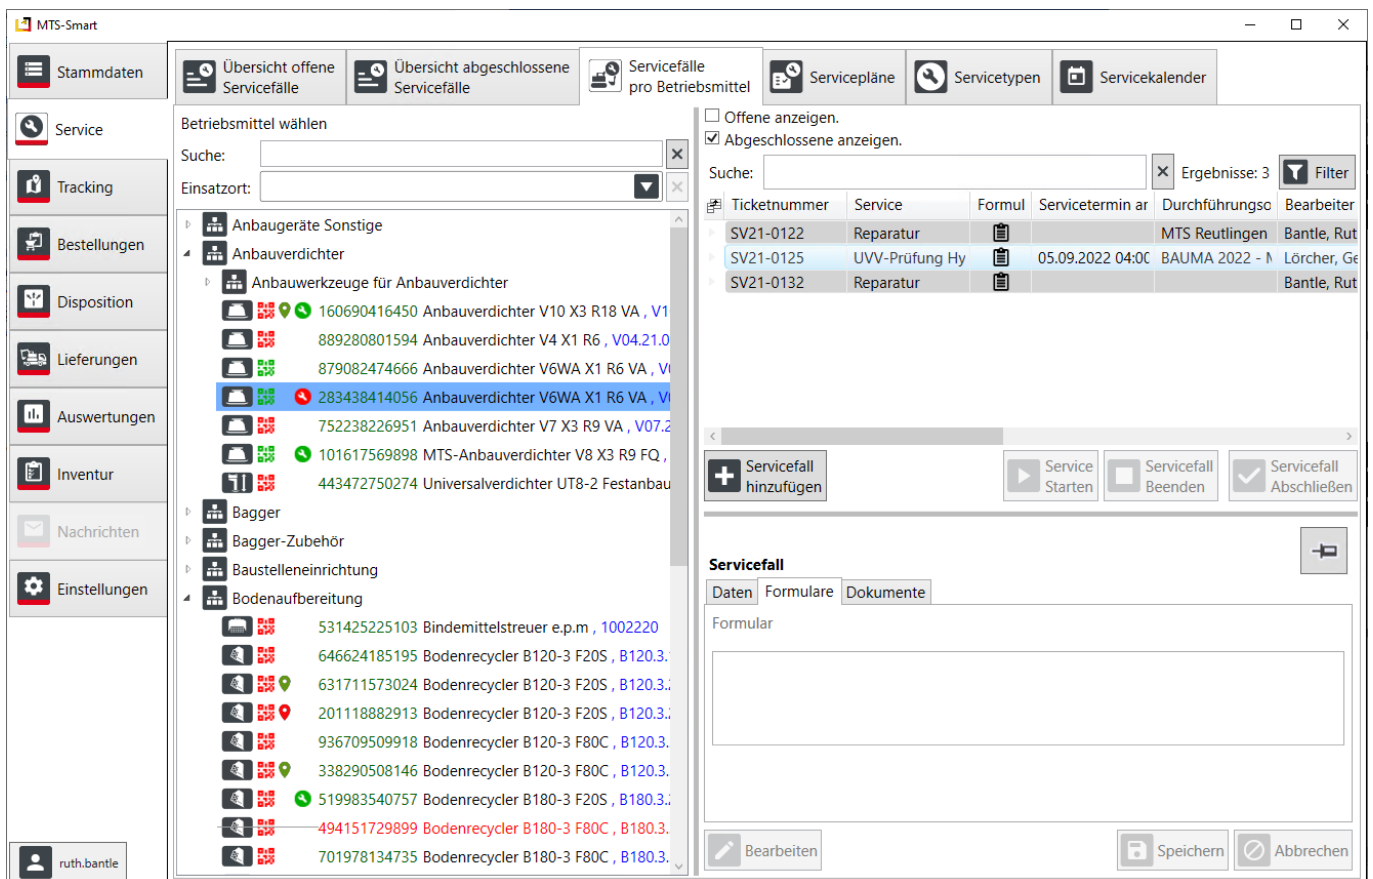 MTS-Smart
Stammdaten
Service
Tracking
Bestellungen
Disposition
Lieferungen
Auswertungen
Inventur
Nachrichten
Einstellungen
ruth.bantle
Übersicht offene
Servicefälle
Übersicht abgeschlossene
Servicefälle
Servicefälle
pro Betriebsmittel
Servicepläne
Servicetypen
Servicekalender
Betriebsmittel wählen
Suche:
Einsatzort:
Anbaugeräte Sonstige
Anbauverdichter
Anbauwerkzeuge für Anbauverdichter
160690416450 Anbauverdichter V10 X3 R18 VA , V1
889280801594 Anbauverdichter V4 X1 R6 , V04.21.0
879082474666 Anbauverdichter V6WA X1 R6 VA , V
283438414056 Anbauverdichter V6WA X1 R6 VA , V
752238226951 Anbauverdichter V7 X3 R9 VA , V07.2
101617569898 MTS-Anbauverdichter V8 X3 R9 FQ ,
443472750274 Universalverdichter UT8-2 Festanbau
Bagger
Bagger-Zubehör
Baustelleneinrichtung
Bodenaufbereitung
531425225103 Bindemittelstreuer e.p.m , 1002220
646624185195 Bodenrecycler B120-3 F20S , B120.3.
631711573024 Bodenrecycler B120-3 F20S , B120.3.
201118882913 Bodenrecycler B120-3 F20S , B120.3.
936709509918 Bodenrecycler B120-3 F80C , B120.3.
338290508146 Bodenrecycler B120-3 F80C , B120.3.
519983540757 Bodenrecycler B180-3 F20S , B180.3.
494151729899 Bodenrecycler B180-3 F80C , B180.3.
701978134735 Bodenrecycler B180-3 F80C , B180.3.
Offene anzeigen.
Abgeschlossene anzeigen.
Suche:
Ergebnisse: 3
Filter
Ticketnummer Service Formul Servicetermin ar Durchführungso Bearbeiter
SV21-0122 Reparatur MTS Reutlingen Bantle, Rut
SV21-0125 UVV-Prüfung Hy 05.09.2022 04:00 BAUMA 2022 - M Lörcher, Ge
SV21-0132 Reparatur Bantle, Rut
Servicefall
hinzufügen
Service
Starten
Servicefall
Beenden
Servicefall
Abschließen
Servicefall
Daten Formulare Dokumente
Formular
Bearbeiten
Speichern
Abbrechen